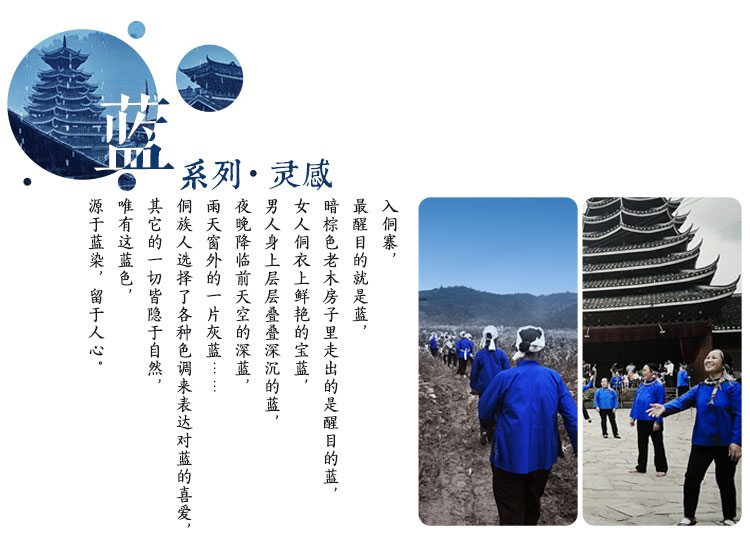 蓝
系列·灵感
入侗寨，
最醒目的就是蓝，
暗棕色老木房子里走出的是醒目的蓝，
女人侗衣上鲜艳的宝蓝，
男人身上层层叠叠深沉的蓝，
夜晚降临前天空的深蓝，
雨天窗外的一片灰蓝……
侗族人选择了各种色调来表达对蓝的喜爱，
其它的一切皆隐于自然，
唯有这蓝色，
源于蓝染，留于人心。